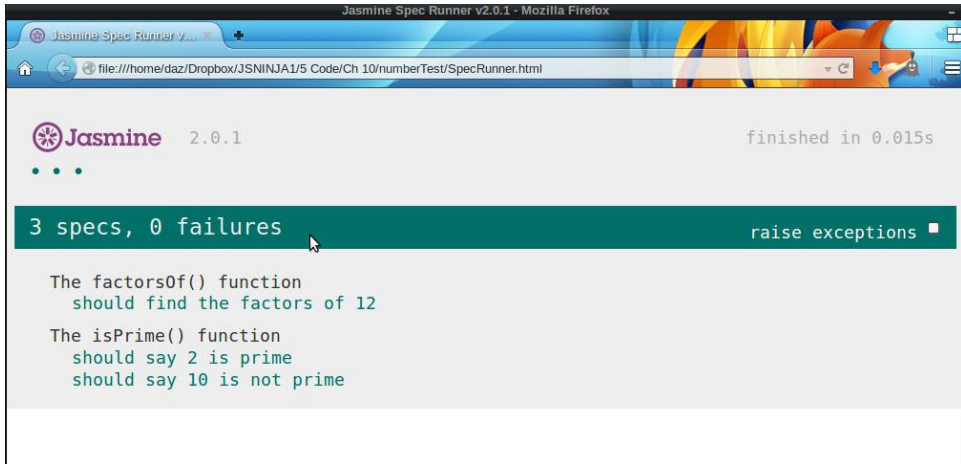 Jasmine Spec Runner v2.0.1 - Mozilla Firefox
Jasmine Spec Runner v...
file:///home/daz/Dropbox/JSNINJA1/5 Code/Ch 10/numberTest/SpecRunner.html
Jasmine 2.0.1 finished in 0.015s
3 specs, 0 failures raise exceptions
The factorsOf() function
should find the factors of 12
The isPrime() function
should say 2 is prime
should say 10 is not prime